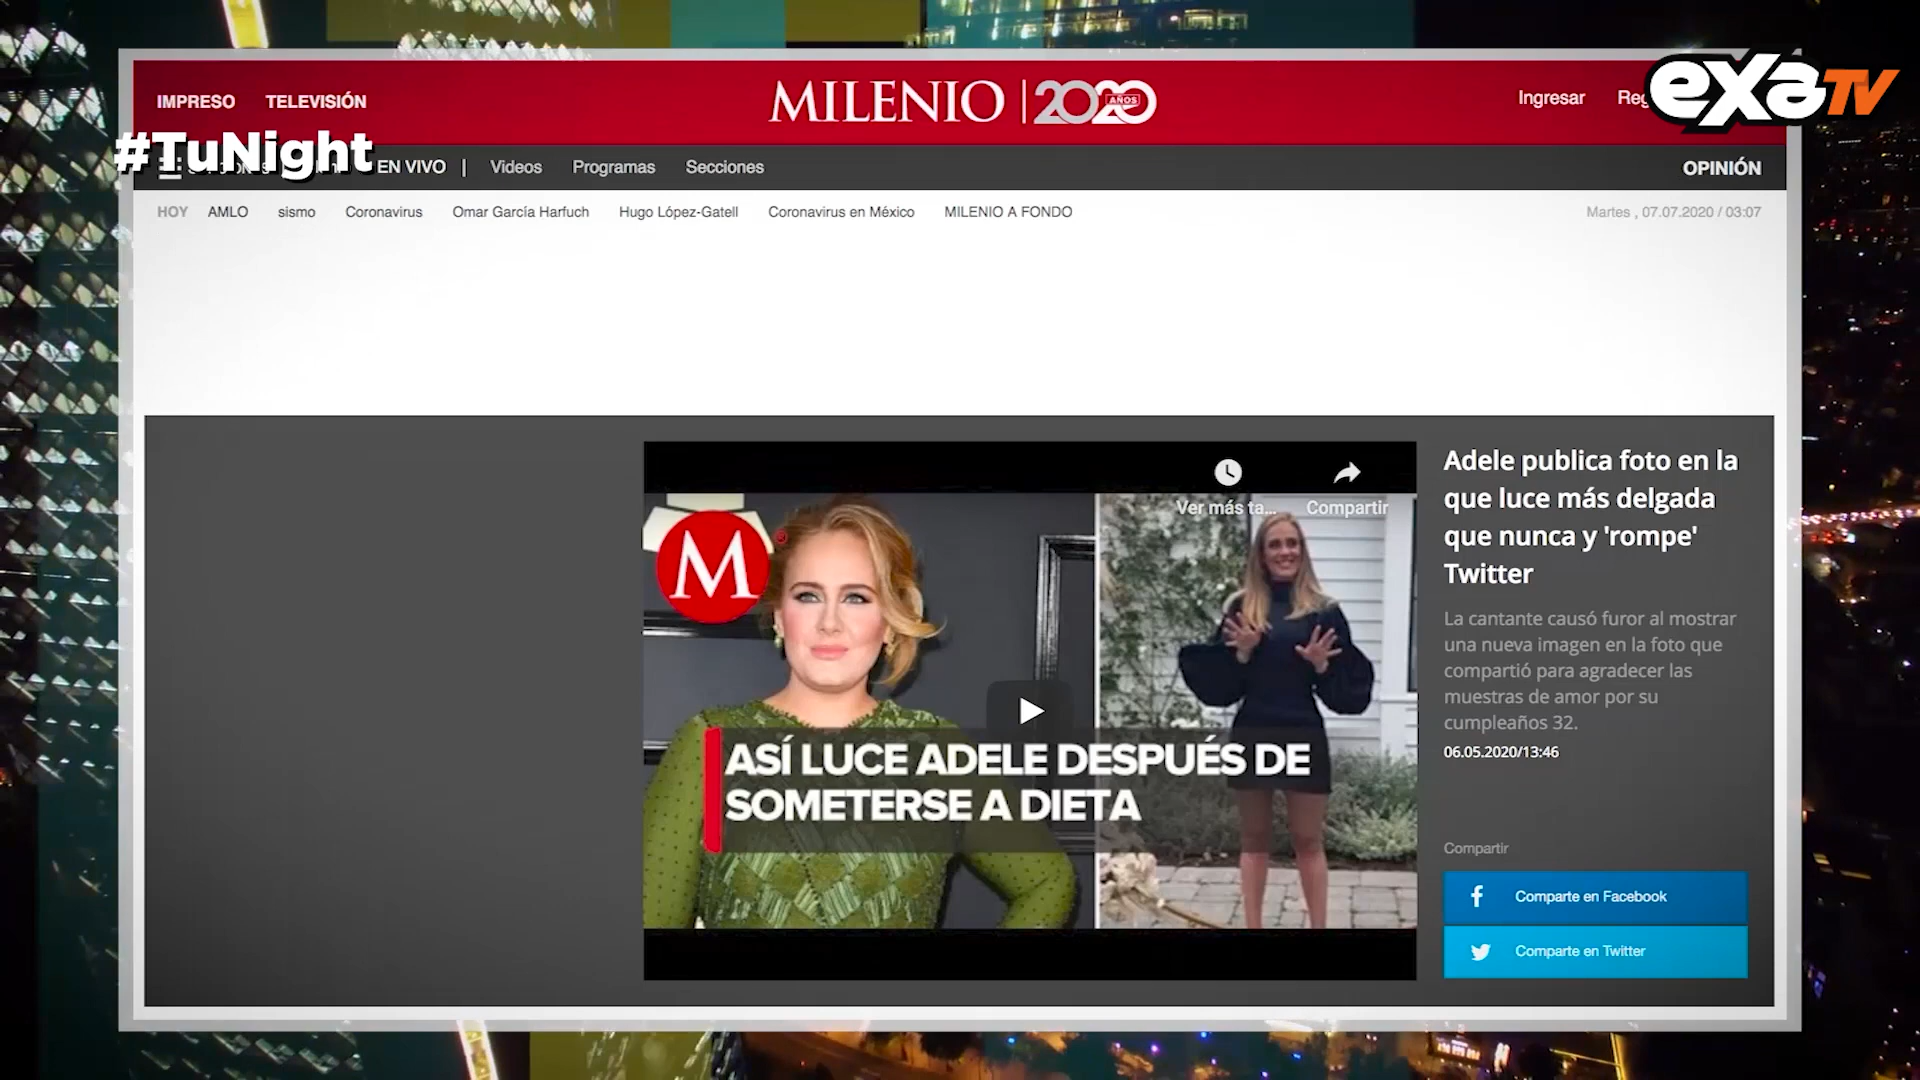 IMPRESO TELEVISIÓN MILENIO | 2020 AÑOS Ingresar
exaTV
#TuNight
EN VIVO | Videos Programas Secciones OPINIÓN
HOY AMLO sismo Coronavirus Omar García Harfuch Hugo López-Gatell Coronavirus en México MILENIO A FONDO Martes , 07.07.2020 / 03:07
Ver más ta... Compartir
M
ASÍ LUCE ADELE DESPUÉS DE
SOMETERSE A DIETA
Adele publica foto en la
que luce más delgada
que nunca y 'rompe'
Twitter
La cantante causó furor al mostrar
una nueva imagen en la foto que
compartió para agradecer las
muestras de amor por su
cumpleaños 32.
06.05.2020/13:46
Compartir
Comparte en Facebook
Comparte en Twitter